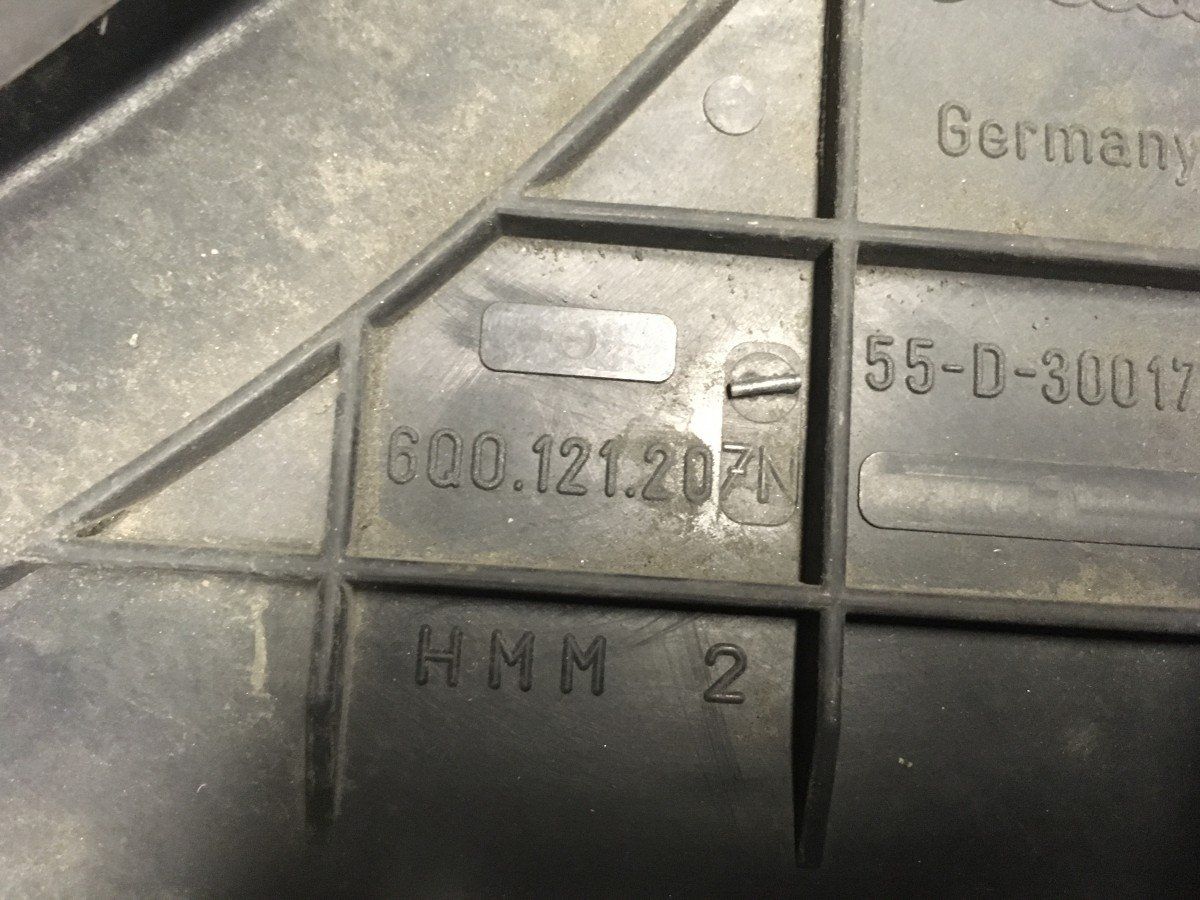 Germany
55-D-30017
6Q0.121.207N
HMM 2